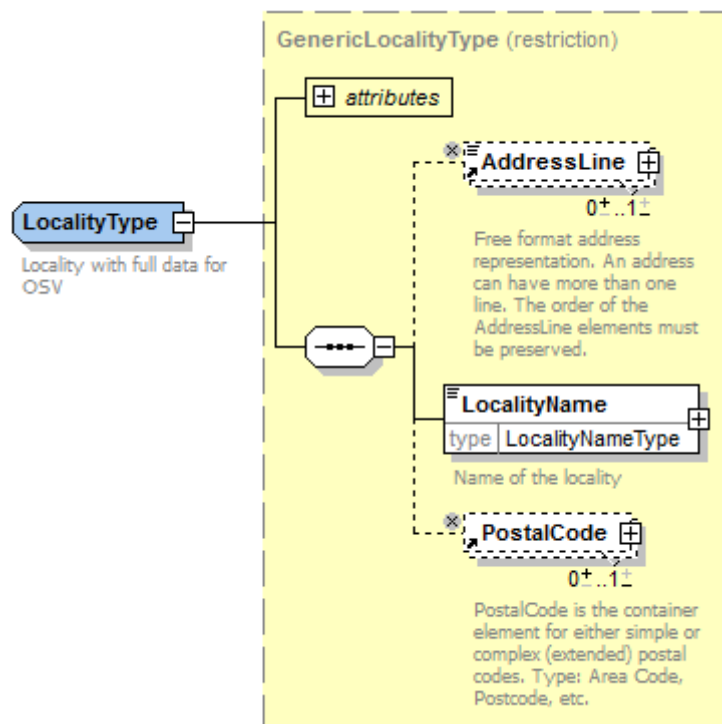 GenericLocalityType (restriction)
attributes
AddressLine
0±..1±
Free format address
representation. An address
can have more than one
line. The order of the
AddressLine elements must
be preserved.
LocalityType
Locality with full data for
OSV
LocalityName
type LocalityNameType
Name of the locality
PostalCode
0±..1±
PostalCode is the container
element for either simple or
complex (extended) postal
codes. Type: Area Code,
Postcode, etc.